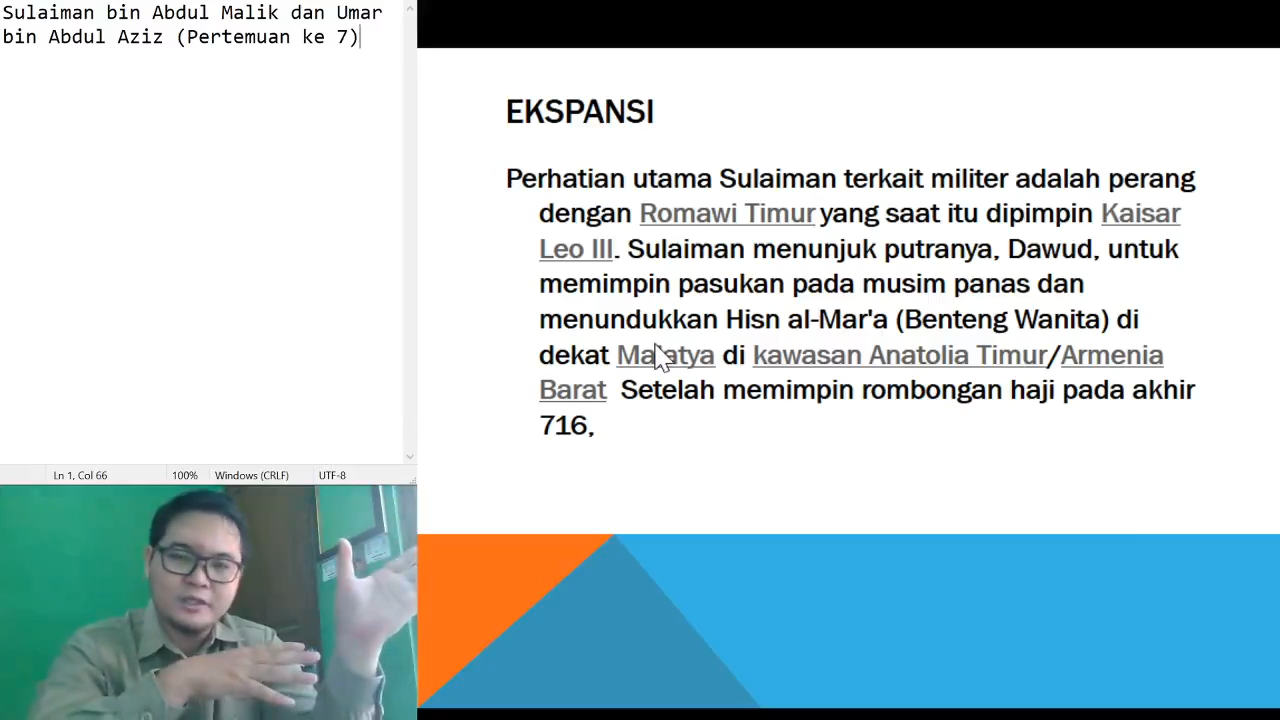 Sulaiman bin Abdul Malik dan Umar
bin Abdul Aziz (Pertemuan ke 7)
Ln 1, Col 66
100%
Windows (CRLF)
UTF-8
EKSPANSI
Perhatian utama Sulaiman terkait militer adalah perang
dengan Romawi Timur yang saat itu dipimpin Kaisar
Leo III. Sulaiman menunjuk putranya, Dawud, untuk
memimpin pasukan pada musim panas dan
menundukkan Hisn al-Mar'a (Benteng Wanita) di
dekat Malatya di kawasan Anatolia Timur/Armenia
Barat Setelah memimpin rombongan haji pada akhir
716,